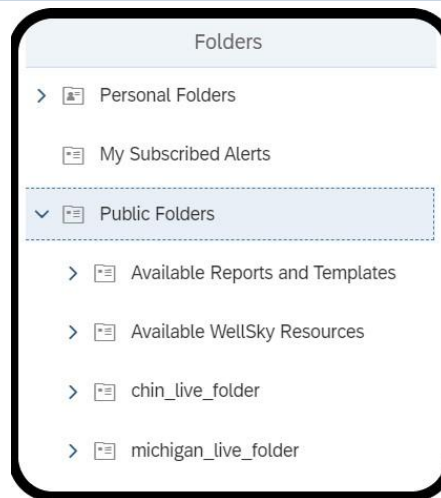 Folders
Personal Folders
My Subscribed Alerts
Public Folders
Available Reports and Templates
Available WellSky Resources
chin_live_folder
michigan_live_folder